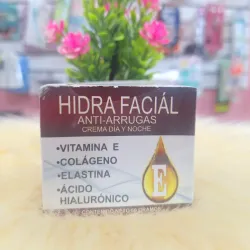 HIDRA FACIÁL
ANTI-ARRUGAS
CREMA DIA Y NOCHE
•VITAMINA E
•COLÁGENO
•ELASTINA
•ÁCIDO
HIALURÓNICO
E